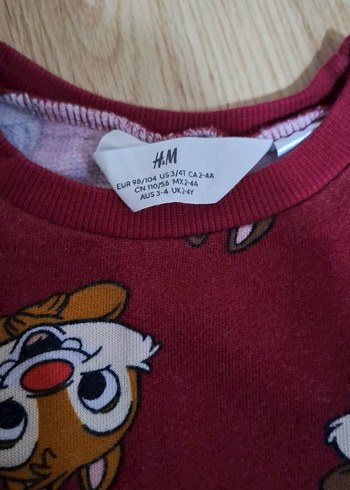 H&M
EUR 98/104 US 3/4T CA 2-4A
CN 110/56 MX 2-4A
AUS 3-4 UK 2-4Y